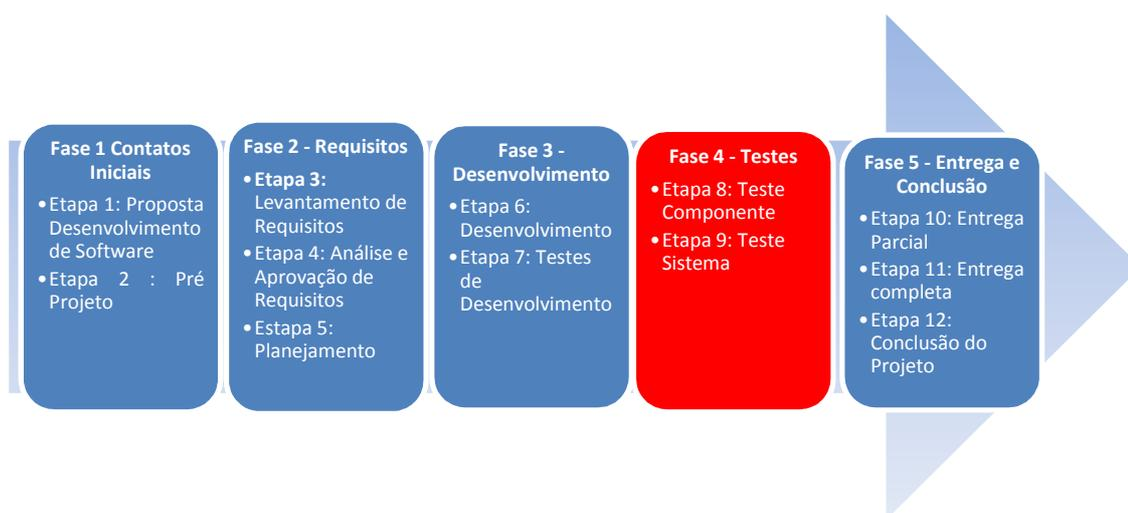 Fase 1 Contatos
Iniciais
•Etapa 1: Proposta
Desenvolvimento
de Software
•Etapa 2 : Pré
Projeto
Fase 2 - Requisitos
•Etapa 3:
Levantamento de
Requisitos
•Etapa 4: Análise e
Aprovação de
Requisitos
•Estapa 5:
Planejamento
Fase 3 -
Desenvolvimento
•Etapa 6:
Desenvolvimento
•Etapa 7: Testes
de
Desenvolvimento
Fase 4 - Testes
•Etapa 8: Teste
Componente
•Etapa 9: Teste
Sistema
Fase 5 - Entrega e
Conclusão
•Etapa 10: Entrega
Parcial
•Etapa 11: Entrega
completa
•Etapa 12:
Conclusão do
Projeto